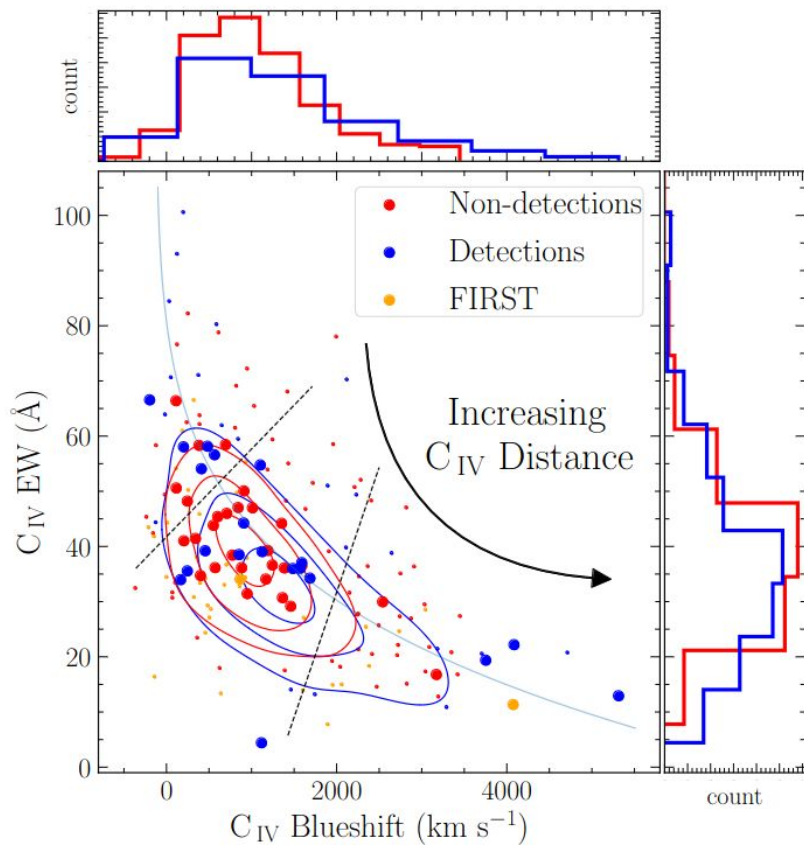 count
Non-detections
Detections
FIRST
Increasing
C IV Distance
100
80
60
40
20
0
C IV EW (Å)
0
2000
4000
C IV Blueshift (km s⁻¹)
count